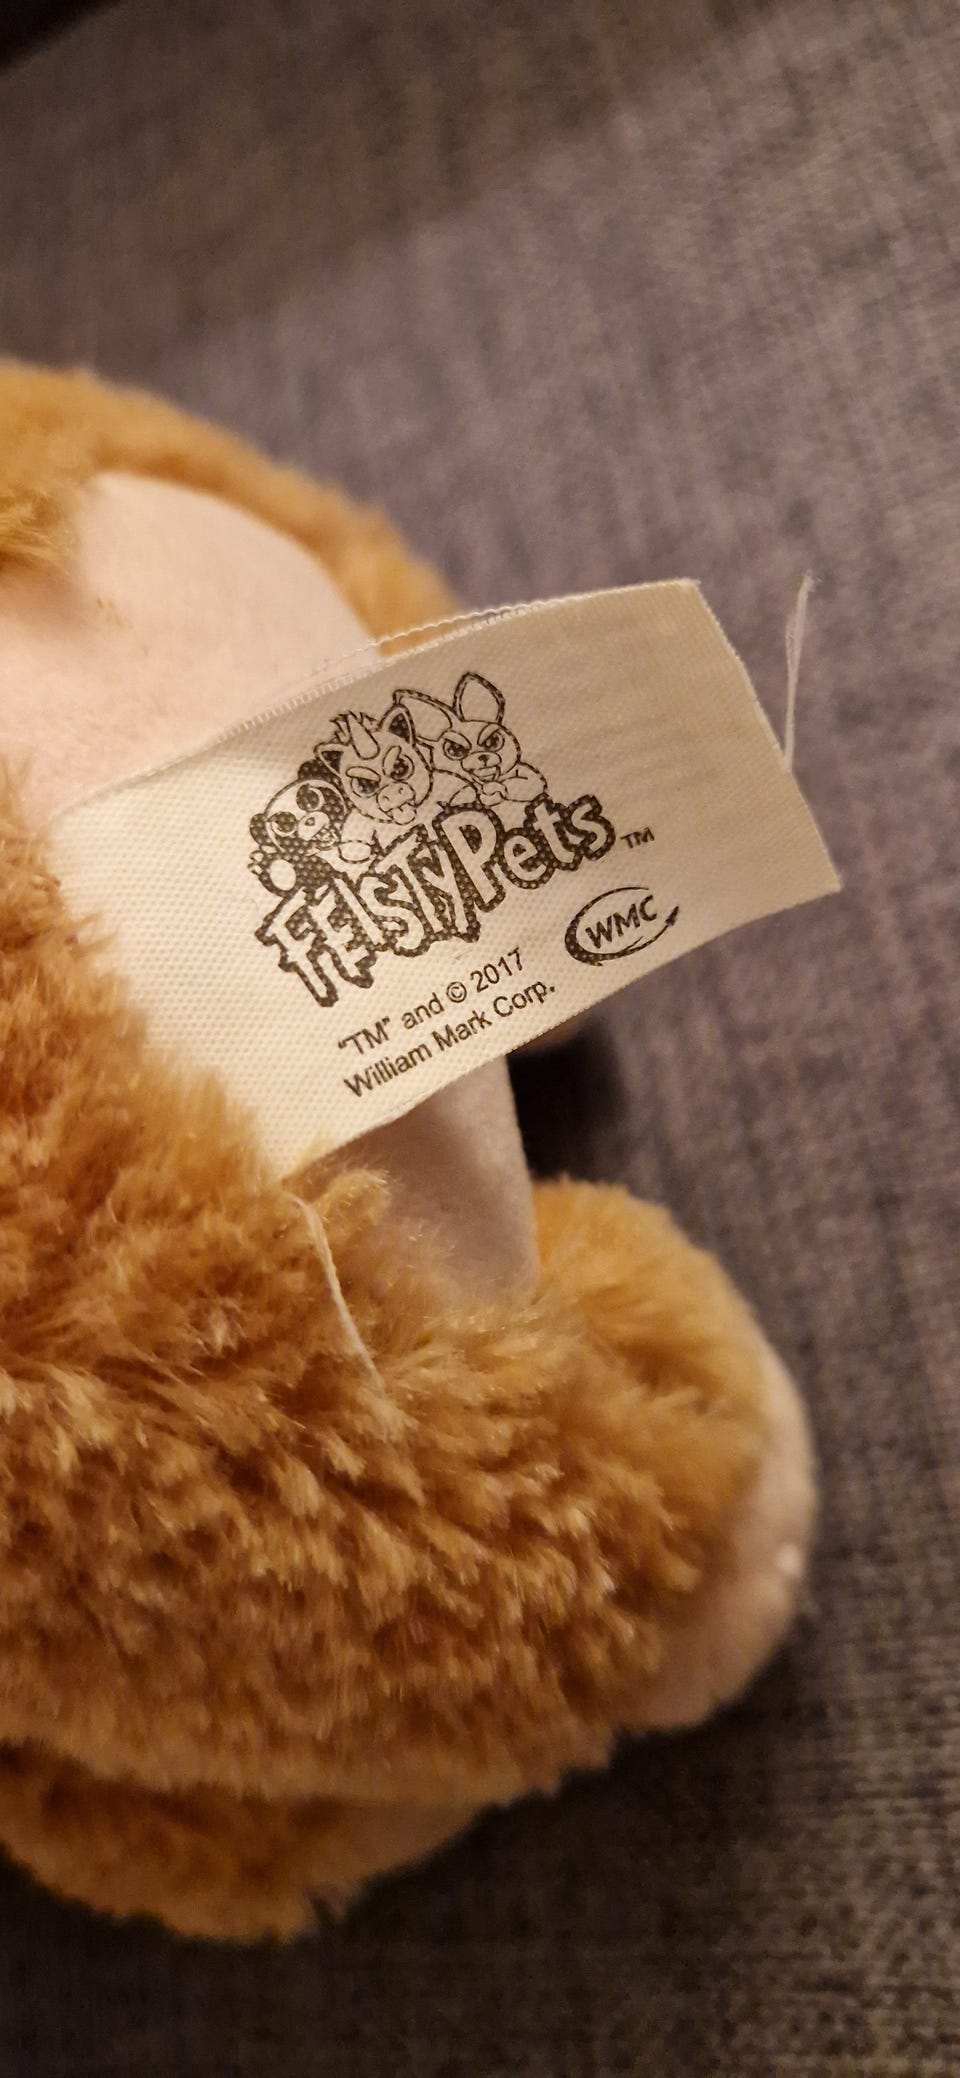 FEISTYPets™
WMC
"TM" and © 2017
William Mark Corp.